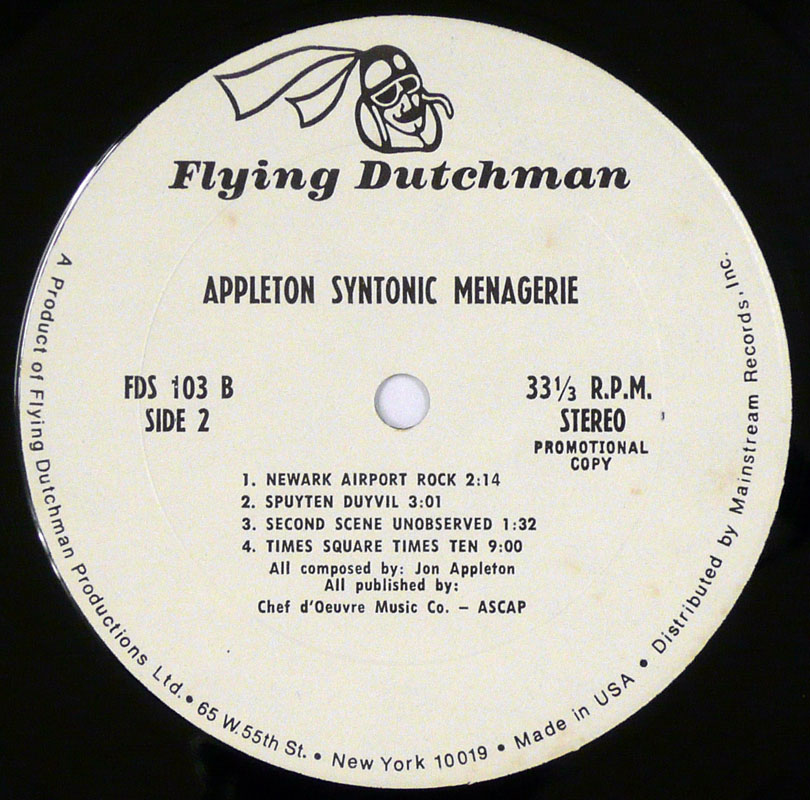 Flying Dutchman
APPLETON SYNTONIC MENAGERIE
FDS 103 B
SIDE 2
33⅓ R.P.M.
STEREO
PROMOTIONAL
COPY
1. NEWARK AIRPORT ROCK 2:14
2. SPUYTEN DUYVIL 3:01
3. SECOND SCENE UNOBSERVED 1:32
4. TIMES SQUARE TIMES TEN 9:00
All composed by: Jon Appleton
All published by:
Chef d'Oeuvre Music Co. – ASCAP
A Product of Flying Dutchman Productions Ltd. • 65 W. 55th St. • New York 10019 • Made in USA • Distributed by Mainstream Records, Inc.